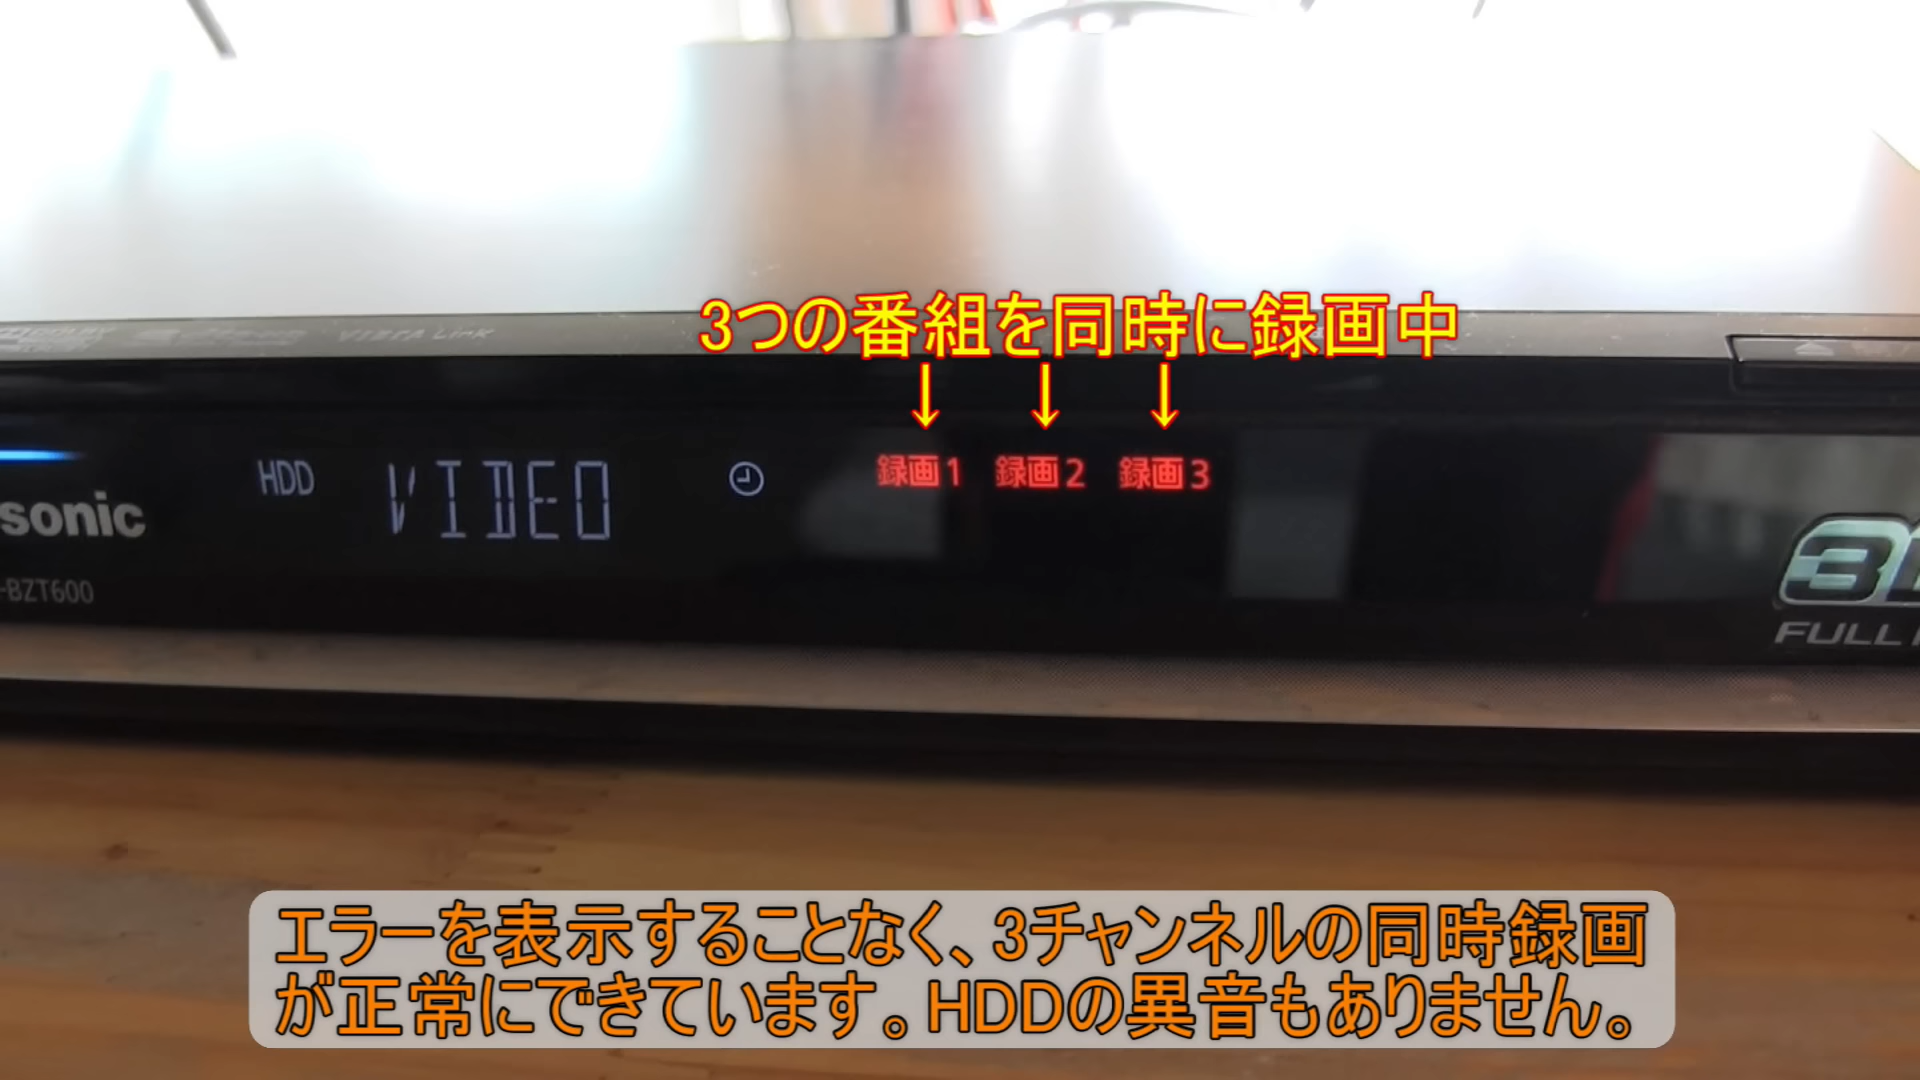 VIERA Link
3つの番組を同時に録画中
↓ ↓ ↓
HDD VIDEO 録画1 録画2 録画3
sonic
-BZT600
FULL
エラーを表示することなく、3チャンネルの同時録画
が正常にできています。HDDの異音もありません。